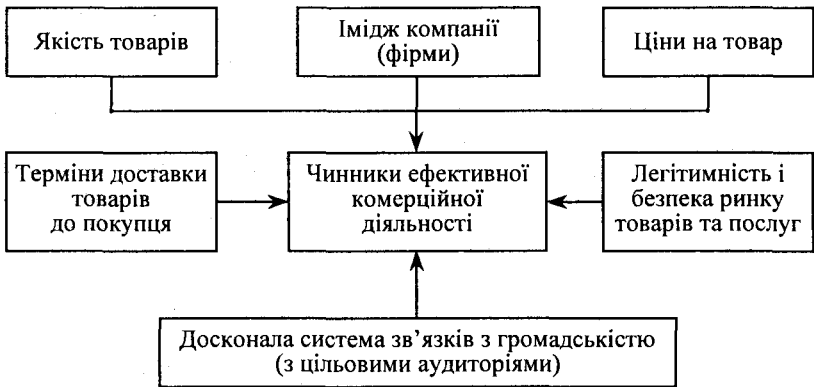 Якість товарів
Імідж компанії
(фірми)
Ціни на товар
Терміни доставки
товарів
до покупця
Чинники ефективної
комерційної
діяльності
Легітимність і
безпека ринку
товарів та послуг
Досконала система зв’язків з громадськістю
(з цільовими аудиторіями)